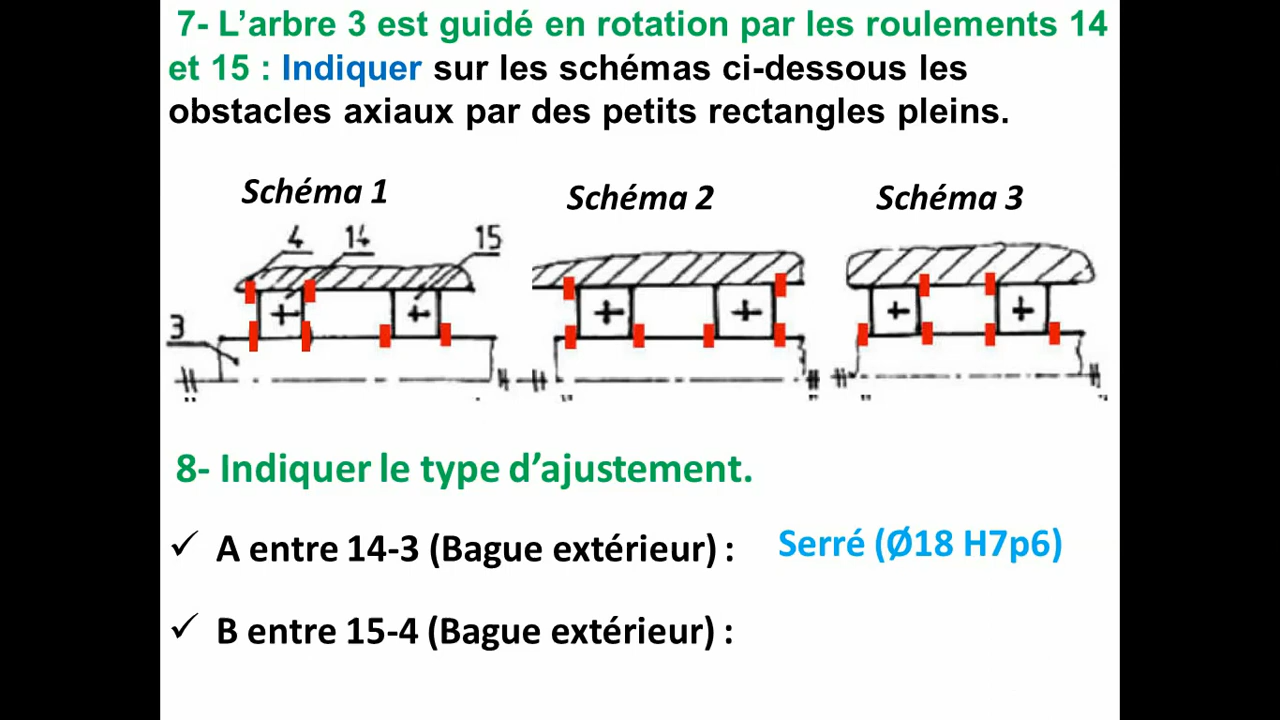 7- L’arbre 3 est guidé en rotation par les roulements 14
et 15 : Indiquer sur les schémas ci-dessous les
obstacles axiaux par des petits rectangles pleins.
Schéma 1
Schéma 2
Schéma 3
4
14
15
3
8- Indiquer le type d’ajustement.
✓ A entre 14-3 (Bague extérieur) : Serré (Ø18 H7p6)
✓ B entre 15-4 (Bague extérieur) :